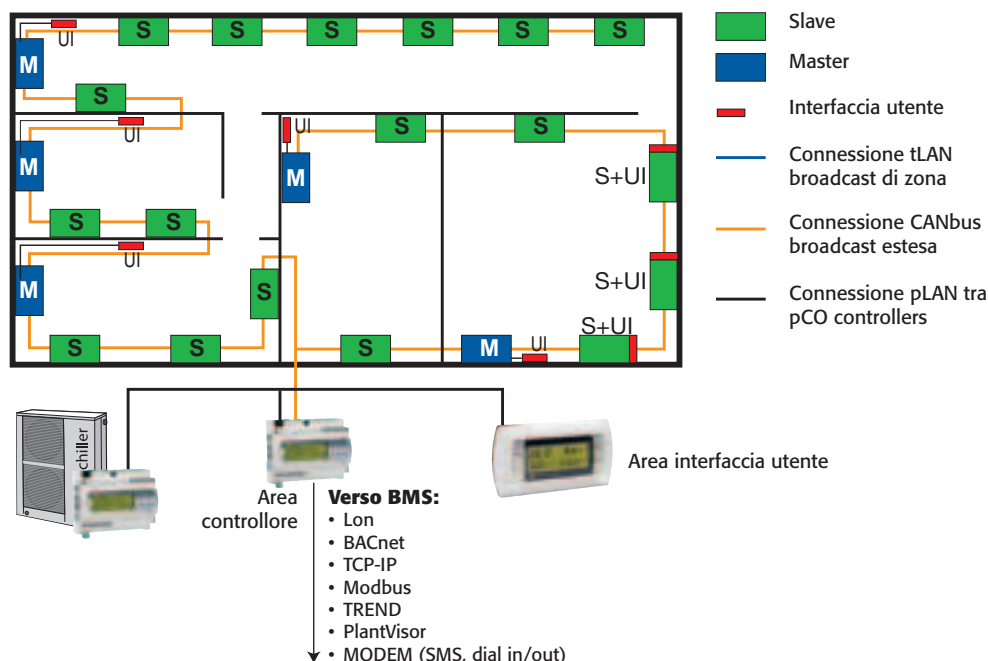 UI
S
S
S
S
S
S
M
S
UI
M
S
S
UI
M
S
S
S
UI
M
S
S
S+UI
S+UI
S+UI
S
M
UI
Slave
Master
Interfaccia utente
Connessione tLAN
broadcast di zona
Connessione CANbus
broadcast estesa
Connessione pLAN tra
pCO controllers
chiller
Area
controllore
Area interfaccia utente
Verso BMS:
• Lon
• BACnet
• TCP-IP
• Modbus
• TREND
• PlantVisor
• MODEM (SMS, dial in/out)